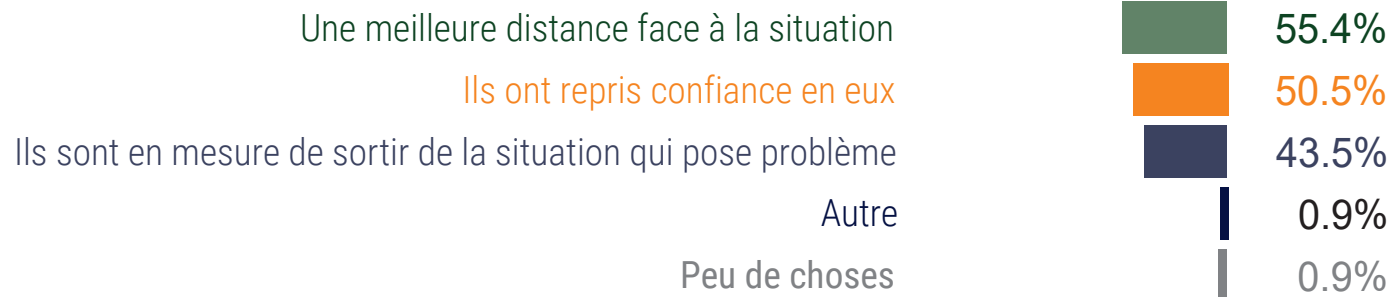 Une meilleure distance face à la situation 55.4%
Ils ont repris confiance en eux 50.5%
Ils sont en mesure de sortir de la situation qui pose problème 43.5%
Autre 0.9%
Peu de choses 0.9%